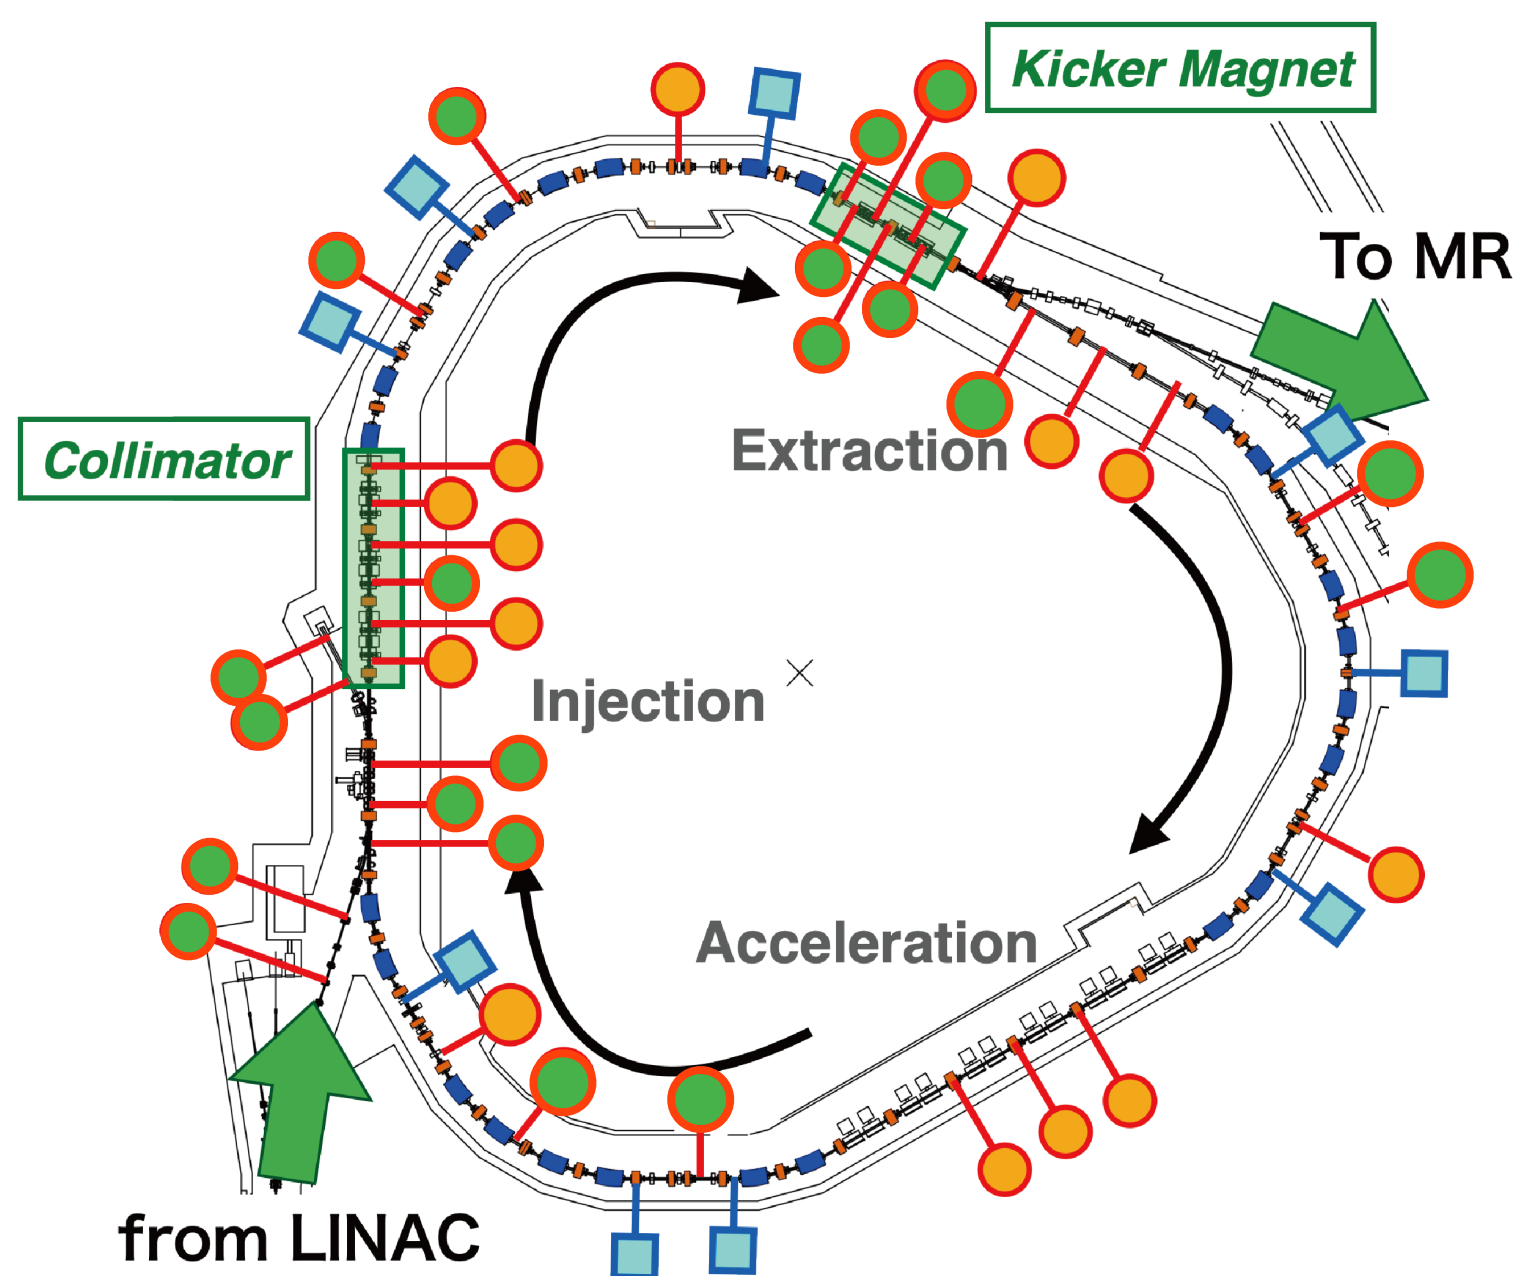 Kicker Magnet
To MR
Collimator
Extraction
Injection
Acceleration
from LINAC